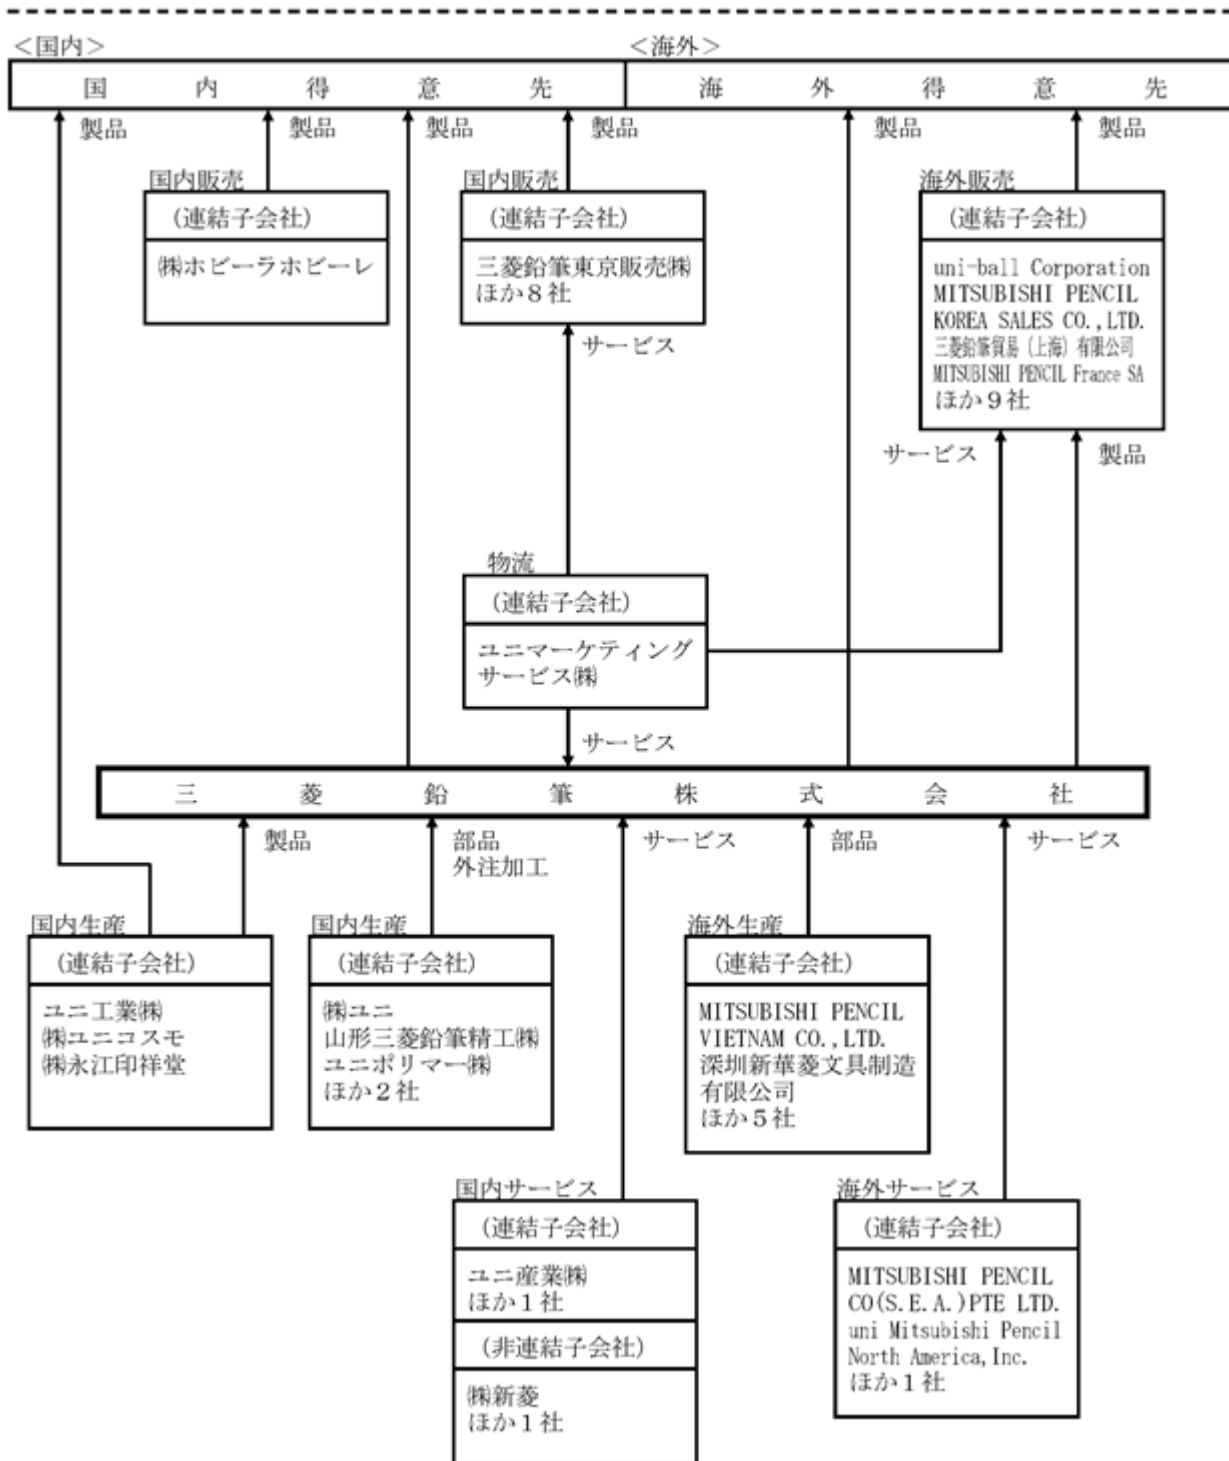 ＜国内＞
＜海外＞
国内得意先
海外得意先
製品
製品
製品
製品
製品
製品
国内販売
(連結子会社)
㈱ホビーラホビーレ
国内販売
(連結子会社)
三菱鉛筆東京販売㈱
ほか８社
海外販売
(連結子会社)
uni-ball Corporation
MITSUBISHI PENCIL
KOREA SALES CO.,LTD.
三菱鉛筆貿易（上海）有限公司
MITSUBISHI PENCIL France SA
ほか９社
サービス
サービス
製品
物流
(連結子会社)
ユニマーケティング
サービス㈱
サービス
三菱鉛筆株式会社
製品
部品
外注加工
サービス
部品
サービス
国内生産
(連結子会社)
ユニ工業㈱
㈱ユニコスモ
㈱永江印祥堂
国内生産
(連結子会社)
㈱ユニ
山形三菱鉛筆精工㈱
ユニポリマー㈱
ほか２社
海外生産
(連結子会社)
MITSUBISHI PENCIL
VIETNAM CO.,LTD.
深圳新華菱文具制造
有限公司
ほか５社
国内サービス
(連結子会社)
ユニ産業㈱
ほか１社
(非連結子会社)
㈱新菱
ほか１社
海外サービス
(連結子会社)
MITSUBISHI PENCIL
CO(S.E.A.)PTE LTD.
uni Mitsubishi Pencil
North America,Inc.
ほか１社